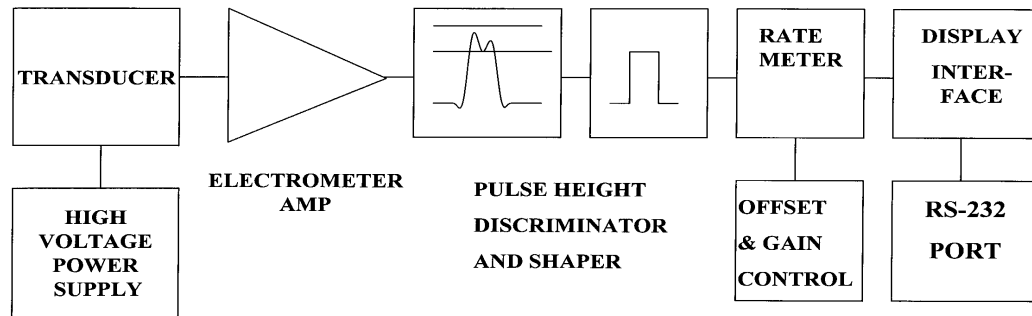 TRANSDUCER
HIGH
VOLTAGE
POWER
SUPPLY
ELECTROMETER
AMP
PULSE HEIGHT
DISCRIMINATOR
AND SHAPER
RATE
METER
OFFSET
& GAIN
CONTROL
DISPLAY
INTER-
FACE
RS-232
PORT